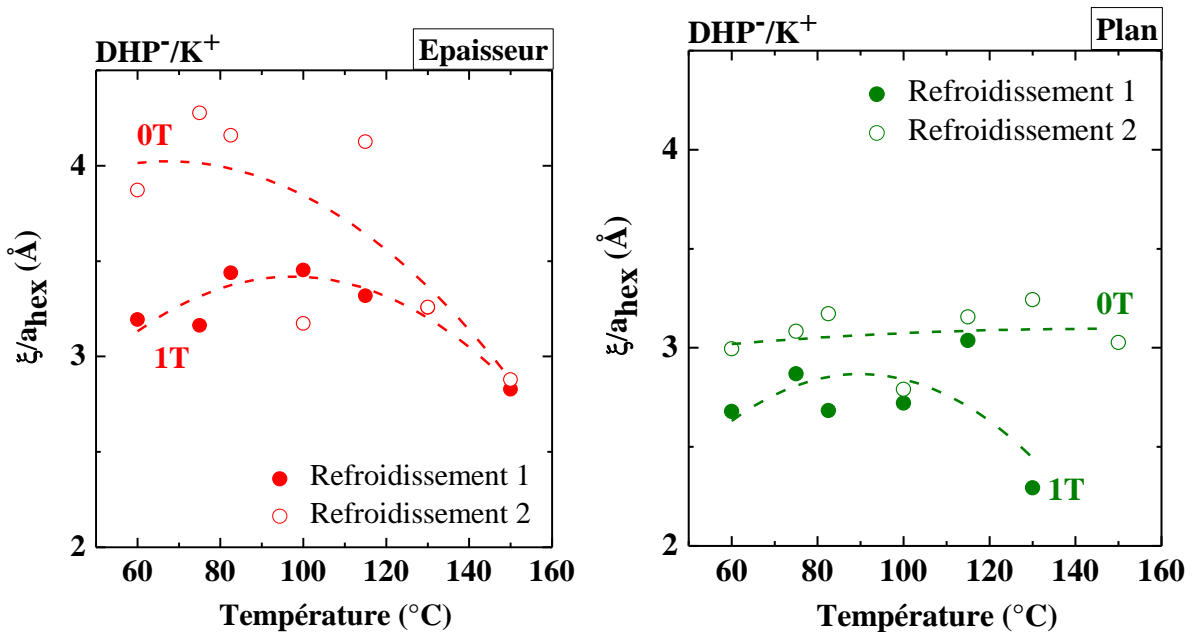 DHP⁻/K⁺
Epaisseur
0T
1T
4
3
2
ξ/a_hex (Å)
Refroidissement 1
Refroidissement 2
60 80 100 120 140 160
Température (°C)
DHP⁻/K⁺
Plan
Refroidissement 1
Refroidissement 2
4
3
2
ξ/a_hex (Å)
0T
1T
60 80 100 120 140 160
Température (°C)